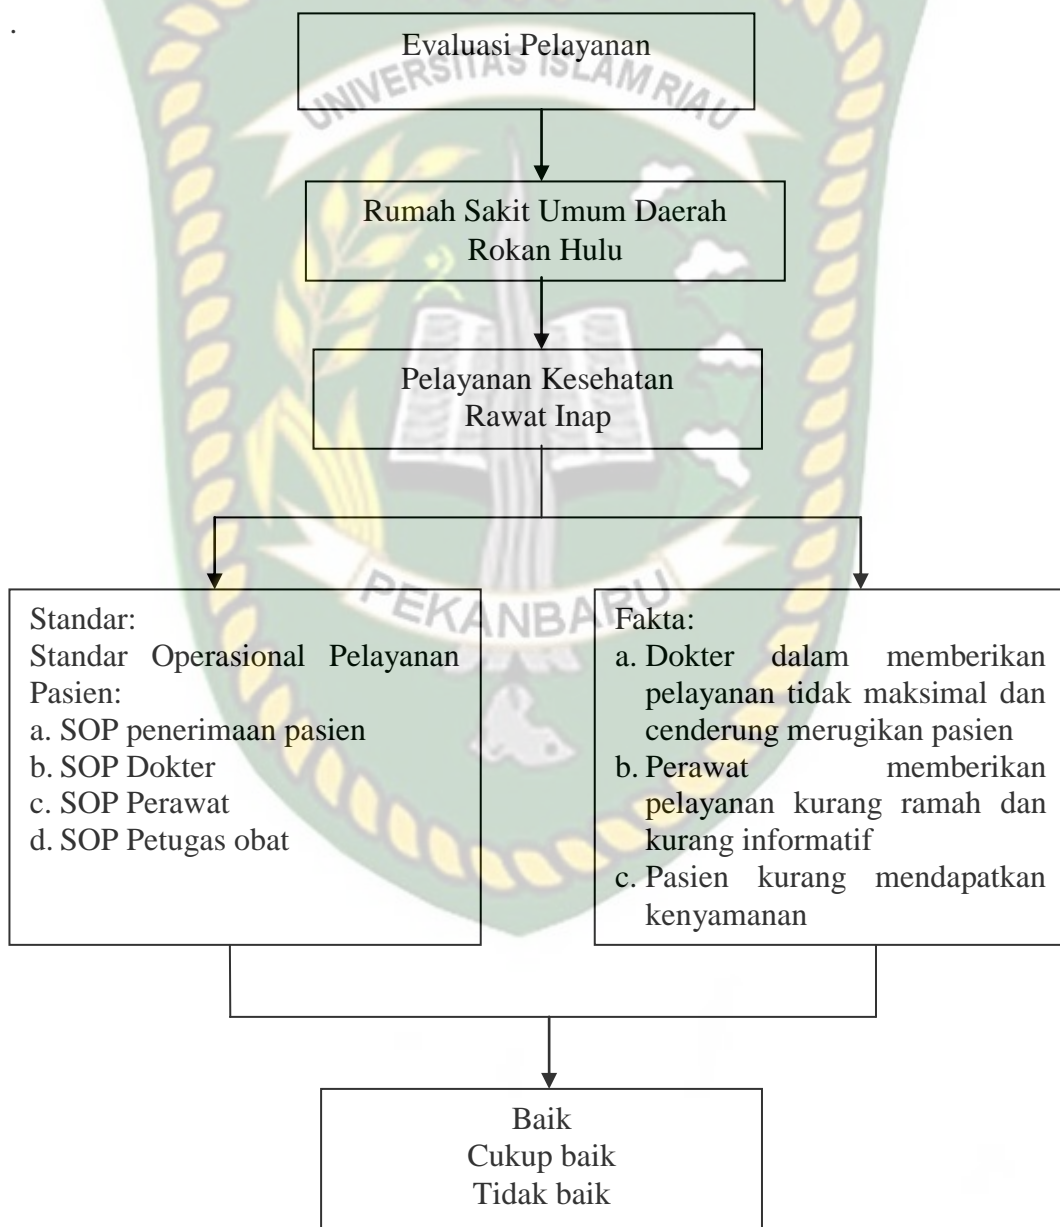 .
Evaluasi Pelayanan
UNIVERSITAS ISLAM RIAU
Rumah Sakit Umum Daerah
Rokan Hulu
Pelayanan Kesehatan
Rawat Inap
PEKANBARU
Standar:
Standar Operasional Pelayanan
Pasien:
a. SOP penerimaan pasien
b. SOP Dokter
c. SOP Perawat
d. SOP Petugas obat
Fakta:
a. Dokter dalam memberikan
pelayanan tidak maksimal dan
cenderung merugikan pasien
b. Perawat memberikan
pelayanan kurang ramah dan
kurang informatif
c. Pasien kurang mendapatkan
kenyamanan
Baik
Cukup baik
Tidak baik